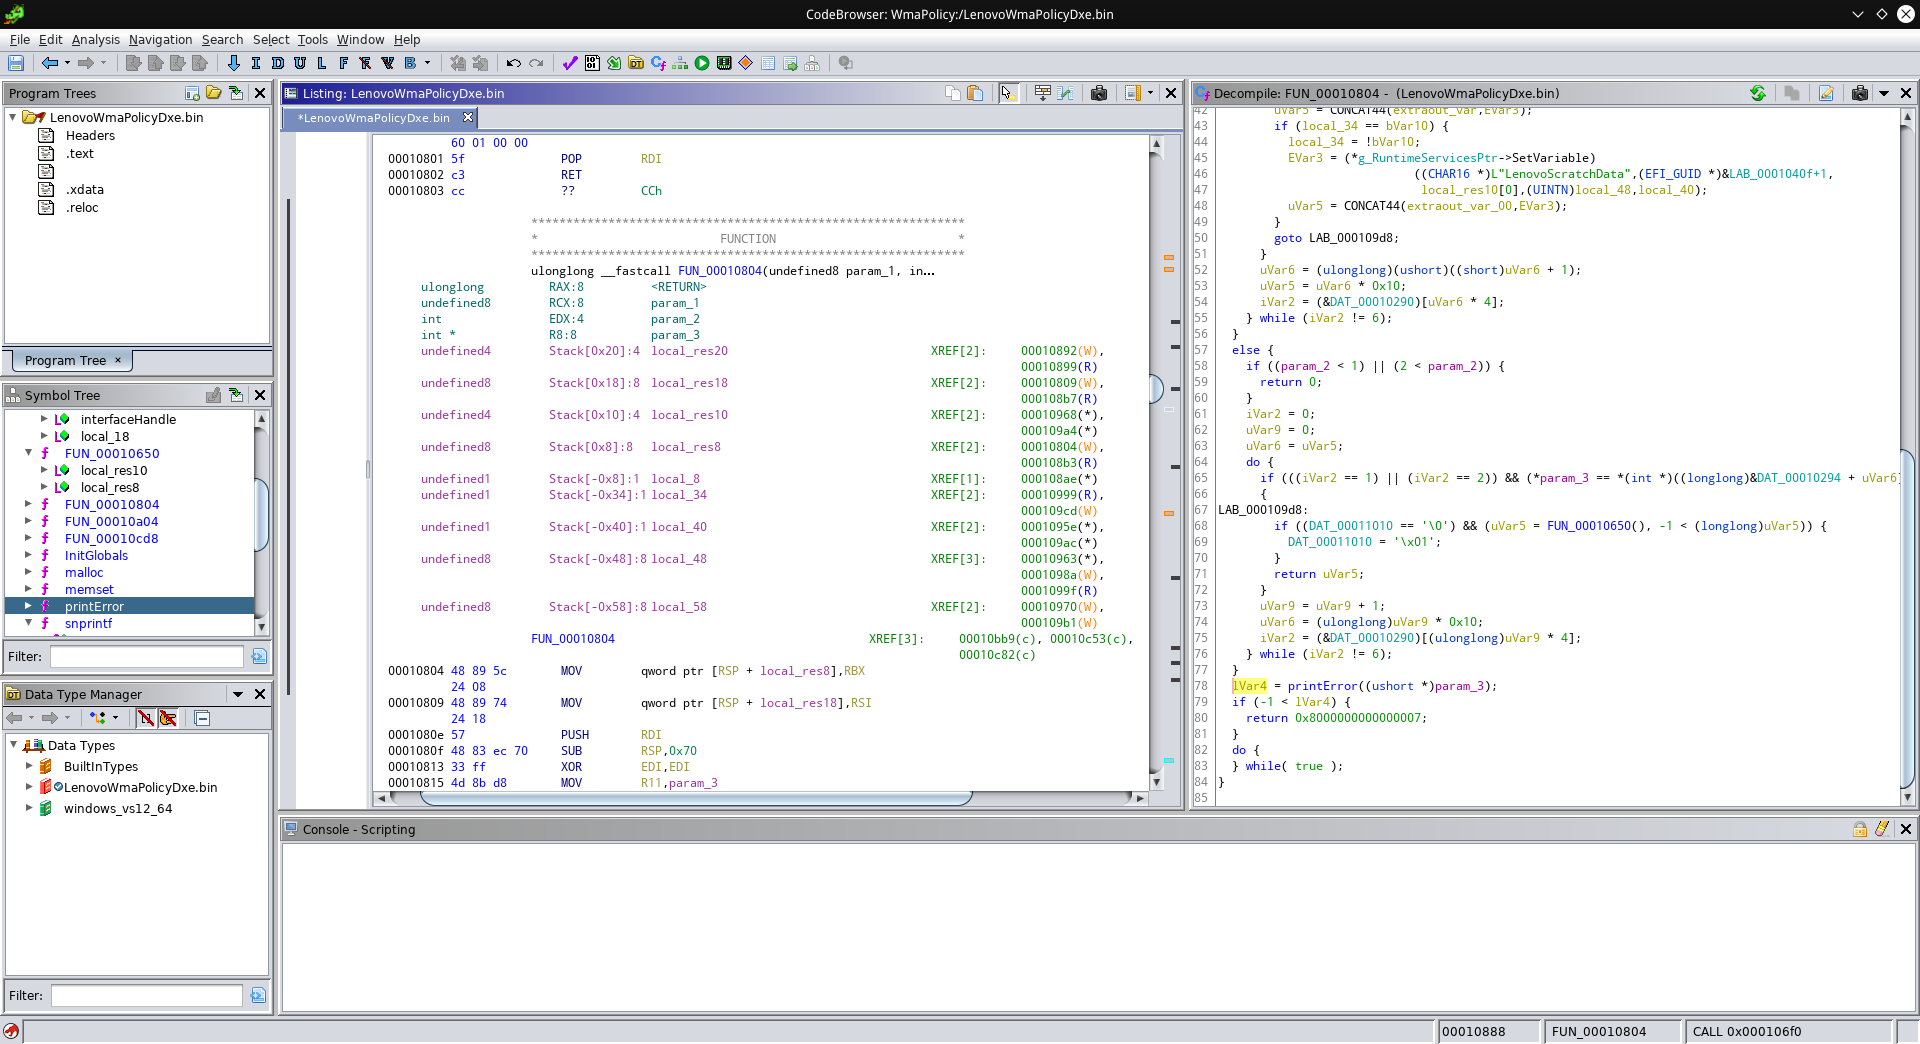 CodeBrowser: WmaPolicy:/LenovoWmaPolicyDxe.bin
File Edit Analysis Navigation Search Select Tools Window Help
I D U L F B
Program Trees
LenovoWmaPolicyDxe.bin
Headers
.text
.xdata
.reloc
Program Tree ×
Symbol Tree
interfaceHandle
local_18
FUN_00010650
local_res10
local_res8
FUN_00010804
FUN_00010a04
FUN_00010cd8
InitGlobals
malloc
memset
printError
snprintf
Filter:
Data Type Manager
Data Types
BuiltInTypes
LenovoWmaPolicyDxe.bin
windows_vs12_64
Filter:
Listing: LenovoWmaPolicyDxe.bin
*LenovoWmaPolicyDxe.bin
60 01 00 00
00010801 5f POP RDI
00010802 c3 RET
00010803 cc ?? CCh
**************************************************************
* FUNCTION *
**************************************************************
ulonglong __fastcall FUN_00010804(undefined8 param_1, in...
ulonglong RAX:8 <RETURN>
undefined8 RCX:8 param_1
int EDX:4 param_2
int * R8:8 param_3
undefined4 Stack[0x20]:4 local_res20 XREF[2]: 00010892(W),
00010899(R)
undefined8 Stack[0x18]:8 local_res18 XREF[2]: 00010809(W),
000108b7(R)
undefined4 Stack[0x10]:4 local_res10 XREF[2]: 00010968(*),
000109a4(*)
undefined8 Stack[0x8]:8 local_res8 XREF[2]: 00010804(W),
000108b3(R)
undefined1 Stack[-0x8]:1 local_8 XREF[1]: 000108ae(*)
undefined1 Stack[-0x34]:1 local_34 XREF[2]: 00010999(R),
000109cd(W)
undefined1 Stack[-0x40]:1 local_40 XREF[2]: 0001095e(*),
000109ac(*)
undefined8 Stack[-0x48]:8 local_48 XREF[3]: 00010963(*),
0001098a(W),
0001099f(R)
undefined8 Stack[-0x58]:8 local_58 XREF[2]: 00010970(W),
000109b1(W)
FUN_00010804 XREF[3]: 00010bb9(c), 00010c53(c),
00010c82(c)
00010804 48 89 5c MOV qword ptr [RSP + local_res8],RBX
24 08
00010809 48 89 74 MOV qword ptr [RSP + local_res18],RSI
24 18
0001080e 57 PUSH RDI
0001080f 48 83 ec 70 SUB RSP,0x70
00010813 33 ff XOR EDI,EDI
00010815 4d 8b d8 MOV R11,param_3
Decompile: FUN_00010804 - (LenovoWmaPolicyDxe.bin)
42 uVar5 = CONCAT44(extraout_var,EVar3);
43 if (local_34 == bVar10) {
44 local_34 = !bVar10;
45 EVar3 = (*g_RuntimeServicesPtr->SetVariable)
46 ((CHAR16 *)L"LenovoScratchData",(EFI_GUID *)&LAB_0001040f+1,
47 local_res10[0],(UINTN)local_48,local_40);
48 uVar5 = CONCAT44(extraout_var_00,EVar3);
49 }
50 goto LAB_000109d8;
51 }
52 uVar6 = (ulonglong)(ushort)((short)uVar6 + 1);
53 uVar5 = uVar6 * 0x10;
54 iVar2 = (&DAT_00010290)[uVar6 * 4];
55 } while (iVar2 != 6);
56 }
57 else {
58 if ((param_2 < 1) || (2 < param_2)) {
59 return 0;
60 }
61 iVar2 = 0;
62 uVar9 = 0;
63 uVar6 = uVar5;
64 do {
65 if (((iVar2 == 1) || (iVar2 == 2)) && (*param_3 == *(int *)((longlong)&DAT_00010294 + uVar6)
66 {
67 LAB_000109d8:
68 if ((DAT_00011010 == '\0') && (uVar5 = FUN_00010650(), -1 < (longlong)uVar5)) {
69 DAT_00011010 = '\x01';
70 }
71 return uVar5;
72 }
73 uVar9 = uVar9 + 1;
74 uVar6 = (ulonglong)uVar9 * 0x10;
75 iVar2 = (&DAT_00010290)[(ulonglong)uVar9 * 4];
76 } while (iVar2 != 6);
77 }
78 lVar4 = printError((ushort *)param_3);
79 if (-1 < lVar4) {
80 return 0x8000000000000007;
81 }
82 do {
83 } while( true );
84 }
85
Console - Scripting
00010888 FUN_00010804 CALL 0x000106f0